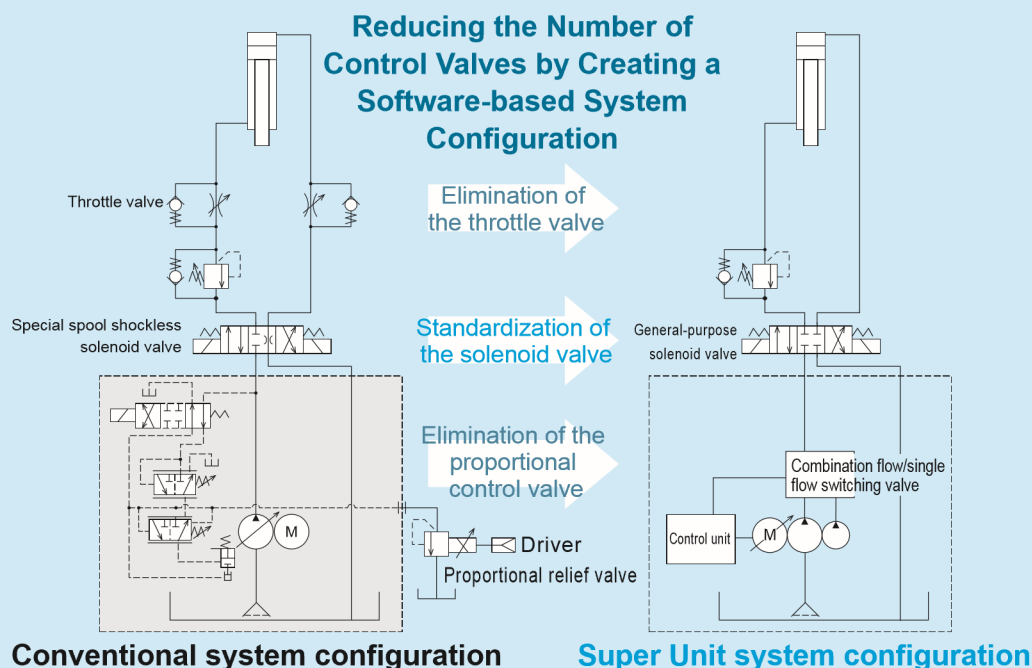 Reducing the Number of
Control Valves by Creating a
Software-based System
Configuration
Throttle valve
Elimination of
the throttle valve
Special spool shockless
solenoid valve
Standardization of
the solenoid valve
General-purpose
solenoid valve
Elimination of the
proportional
control valve
Combination flow/single
flow switching valve
M
Driver
Proportional relief valve
Control unit
M
Conventional system configuration
Super Unit system configuration